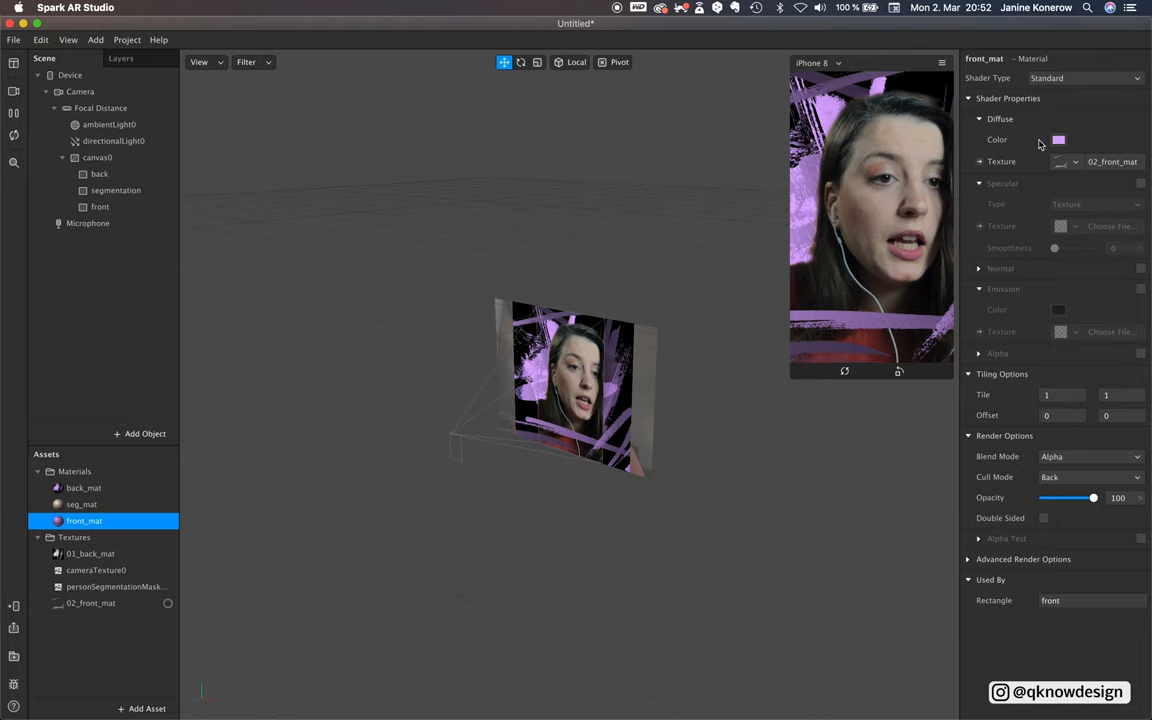 Spark AR Studio
100 %
Mon 2. Mar 20:52
Janine Konerow
Untitled*
File Edit View Add Project Help
Scene
Layers
Device
Camera
Focal Distance
ambientLight0
directionalLight0
canvas0
back
segmentation
front
Microphone
Add Object
Assets
Materials
back_mat
seg_mat
front_mat
Textures
01_back_mat
cameraTexture0
personSegmentationMask...
02_front_mat
Add Asset
View
Filter
Local
Pivot
iPhone 8
front_mat - Material
Shader Type Standard
Shader Properties
Diffuse
Color
Texture 02_front_mat
Specular
Type Texture
Texture Choose File...
Smoothness 0 %
Normal
Emission
Color
Texture Choose File...
Alpha
Tiling Options
Tile 1 1
Offset 0 0
Render Options
Blend Mode Alpha
Cull Mode Back
Opacity 100 %
Double Sided
Alpha Test
Advanced Render Options
Used By
Rectangle front
@qknowdesign